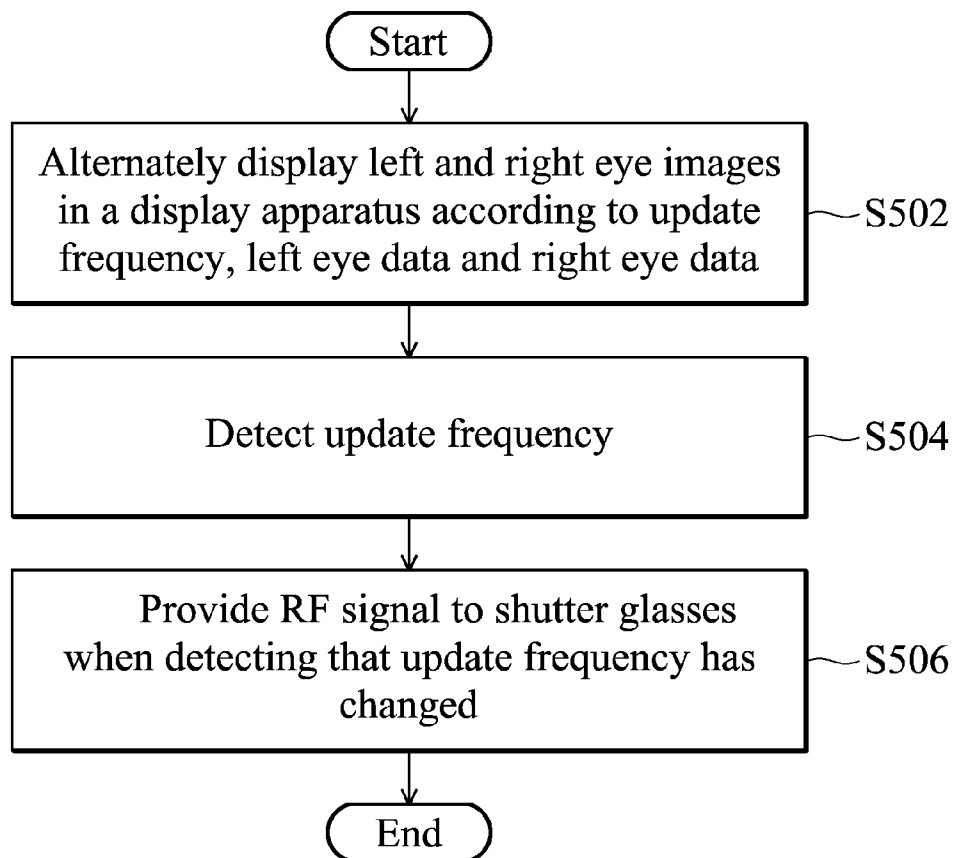 Start
Alternately display left and right eye images
in a display apparatus according to update
frequency, left eye data and right eye data
S502
Detect update frequency
S504
Provide RF signal to shutter glasses
when detecting that update frequency has
changed
S506
End